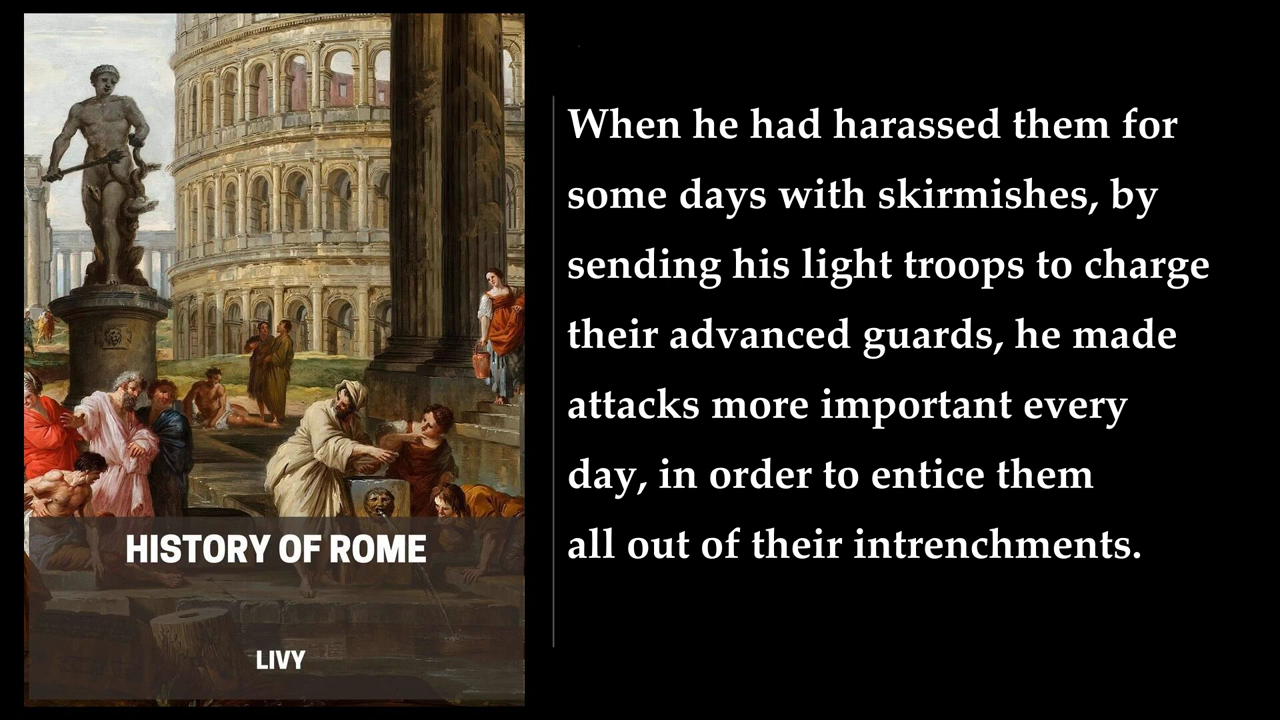 HISTORY OF ROME
LIVY
When he had harassed them for
some days with skirmishes, by
sending his light troops to charge
their advanced guards, he made
attacks more important every
day, in order to entice them
all out of their intrenchments.